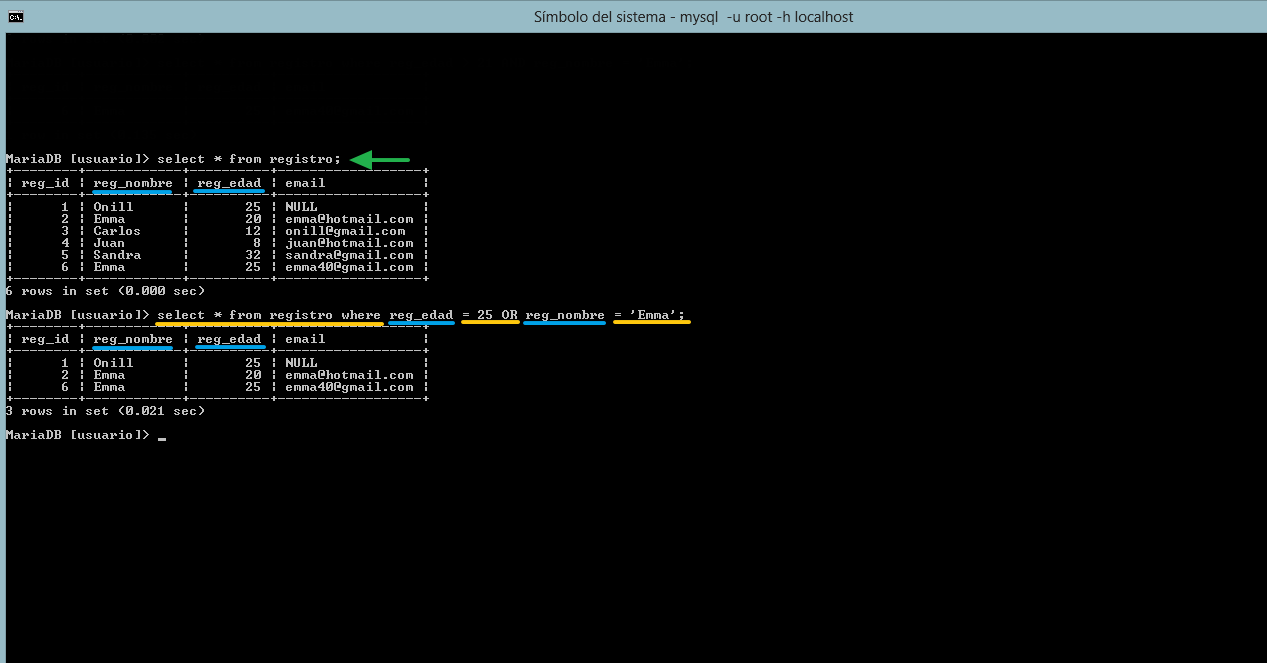 Símbolo del sistema - mysql  -u root -h localhost
MariaDB [usuario]> select * from registro;
+--------+------------+----------+------------------+
| reg_id | reg_nombre | reg_edad | email            |
+--------+------------+----------+------------------+
|      1 | Onill      |       25 | NULL             |
|      2 | Emma       |       20 | emma@hotmail.com |
|      3 | Carlos     |       12 | onill@gmail.com  |
|      4 | Juan       |        8 | juan@hotmail.com |
|      5 | Sandra     |       32 | sandra@gmail.com |
|      6 | Emma       |       25 | emma40@gmail.com |
+--------+------------+----------+------------------+
6 rows in set (0.000 sec)
MariaDB [usuario]> select * from registro where reg_edad = 25 OR reg_nombre = 'Emma';
+--------+------------+----------+------------------+
| reg_id | reg_nombre | reg_edad | email            |
+--------+------------+----------+------------------+
|      1 | Onill      |       25 | NULL             |
|      2 | Emma       |       20 | emma@hotmail.com |
|      6 | Emma       |       25 | emma40@gmail.com |
+--------+------------+----------+------------------+
3 rows in set (0.021 sec)
MariaDB [usuario]> _